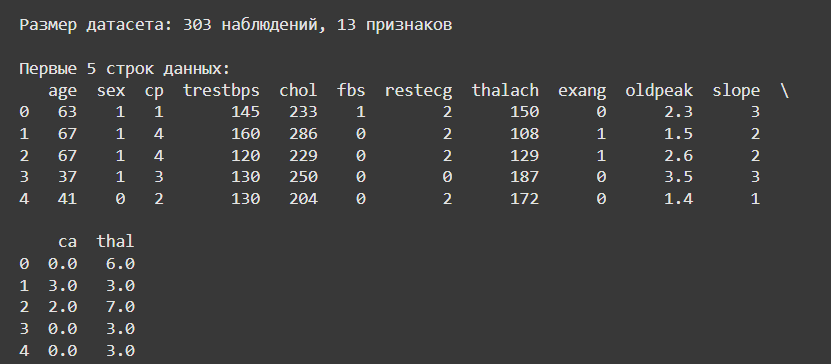 Размер датасета: 303 наблюдений, 13 признаков
Первые 5 строк данных:
age sex cp trestbps chol fbs restecg thalach exang oldpeak slope \
0 63 1 1 145 233 1 2 150 0 2.3 3
1 67 1 4 160 286 0 2 108 1 1.5 2
2 67 1 4 120 229 0 2 129 1 2.6 2
3 37 1 3 130 250 0 0 187 0 3.5 3
4 41 0 2 130 204 0 2 172 0 1.4 1
ca thal
0 0.0 6.0
1 3.0 3.0
2 2.0 7.0
3 0.0 3.0
4 0.0 3.0